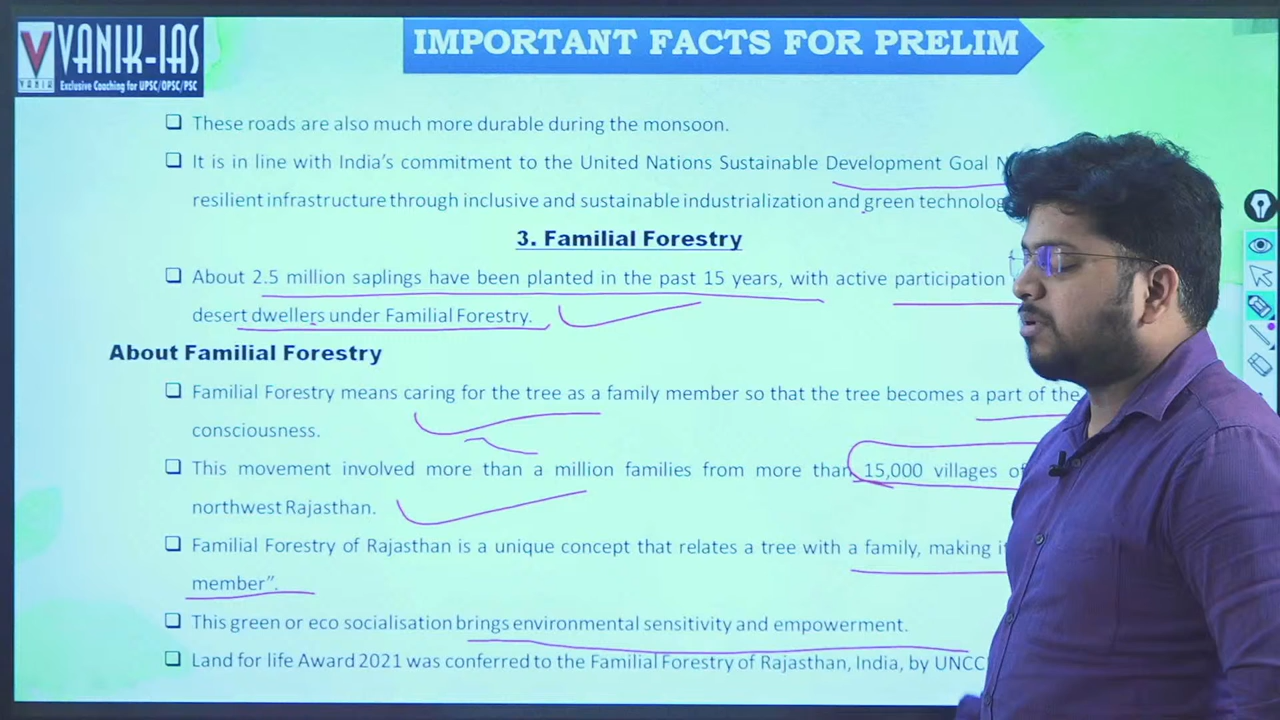 VANIK-IAS
VANIK
Exclusive Coaching for UPSC/OPSC/PSC
IMPORTANT FACTS FOR PRELIM
❑ These roads are also much more durable during the monsoon.
❑ It is in line with India’s commitment to the United Nations Sustainable Development Goal
resilient infrastructure through inclusive and sustainable industrialization and green
3. Familial Forestry
❑ About 2.5 million saplings have been planted in the past 15 years, with active participation
desert dwellers under Familial Forestry.
About Familial Forestry
❑ Familial Forestry means caring for the tree as a family member so that the tree becomes a part of the
consciousness.
❑ This movement involved more than a million families from more than 15,000 villages of
northwest Rajasthan.
❑ Familial Forestry of Rajasthan is a unique concept that relates a tree with a family, making
member”.
❑ This green or eco socialisation brings environmental sensitivity and empowerment.
❑ Land for life Award 2021 was conferred to the Familial Forestry of Rajasthan, India, by